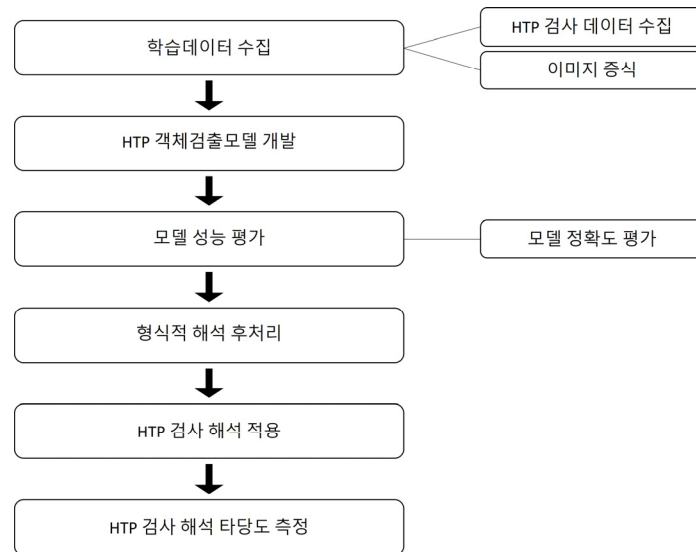 학습데이터 수집
HTP 검사 데이터 수집
이미지 증식
HTP 객체검출모델 개발
모델 성능 평가
모델 정확도 평가
형식적 해석 후처리
HTP 검사 해석 적용
HTP 검사 해석 타당도 측정